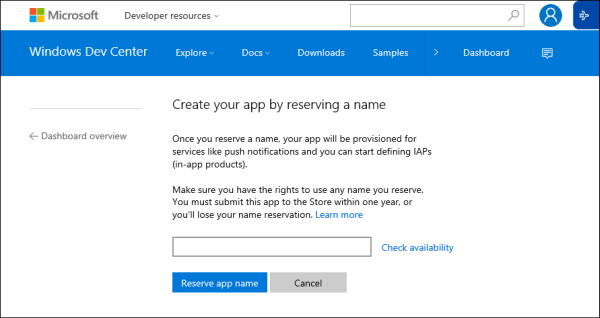 Microsoft Developer resources
Windows Dev Center Explore Docs Downloads Samples Dashboard
Create your app by reserving a name
Dashboard overview
Once you reserve a name, your app will be provisioned for
services like push notifications and you can start defining IAPs
(in-app products).
Make sure you have the rights to use any name you reserve.
You must submit this app to the Store within one year, or
you'll lose your name reservation. Learn more
Check availability
Reserve app name Cancel